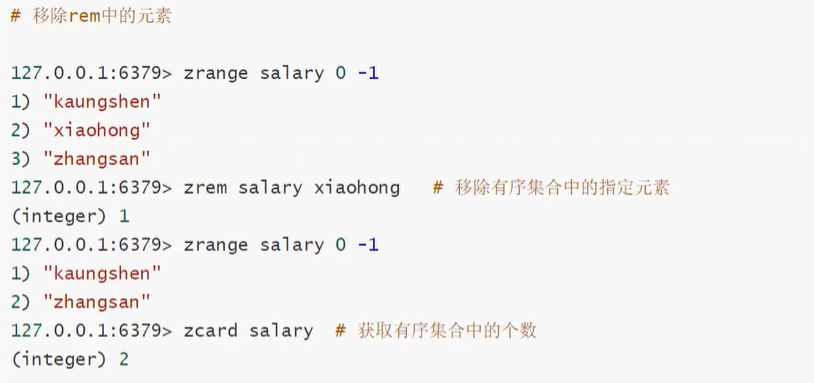 # 移除rem中的元素
127.0.0.1:6379> zrange salary 0 -1
1) "kaungshen"
2) "xiaohong"
3) "zhangsan"
127.0.0.1:6379> zrem salary xiaohong   # 移除有序集合中的指定元素
(integer) 1
127.0.0.1:6379> zrange salary 0 -1
1) "kaungshen"
2) "zhangsan"
127.0.0.1:6379> zcard salary  # 获取有序集合中的个数
(integer) 2